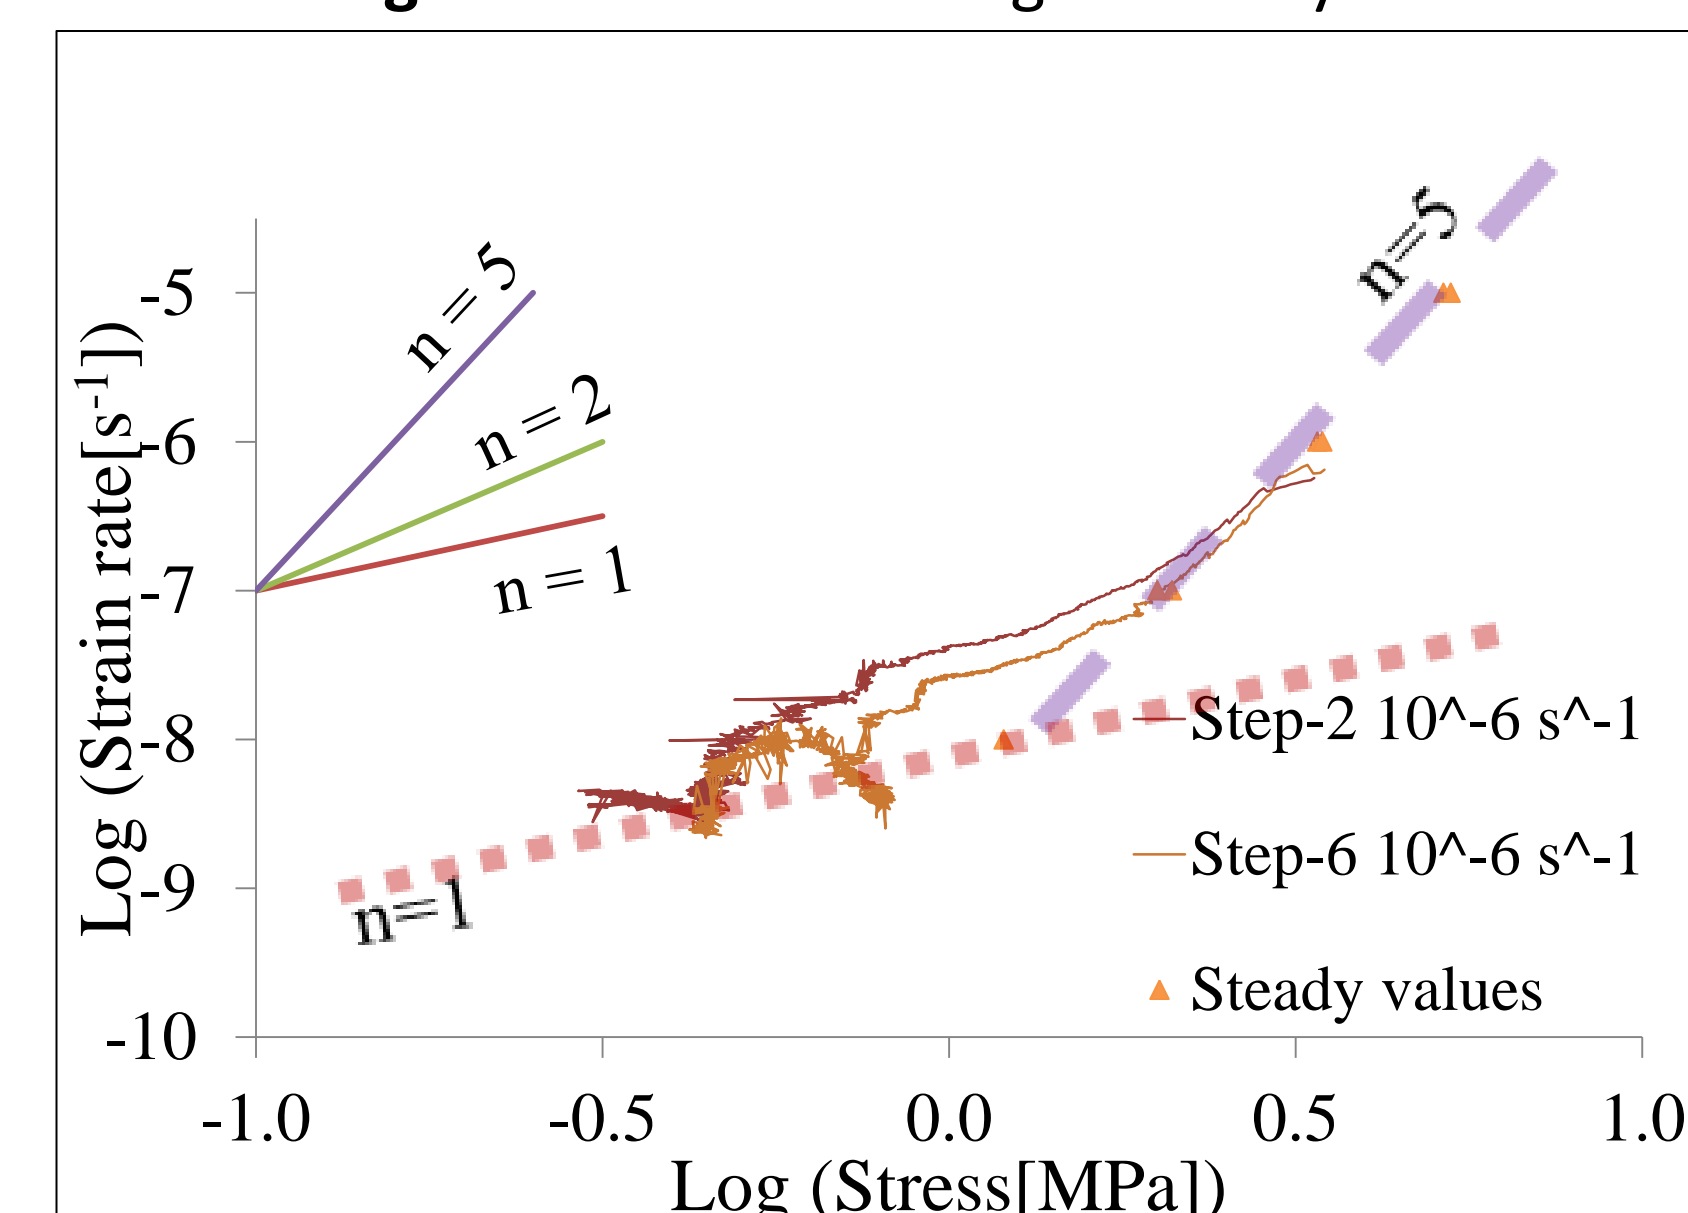 n=5
n = 5
-5
n = 2
-6
n = 1
-7
-8
-9
-10
n=1
Log (Strain rate[s-1])
Step-2 10^-6 s^-1
Step-6 10^-6 s^-1
Steady values
-1.0
-0.5
0.0
0.5
1.0
Log (Stress[MPa])